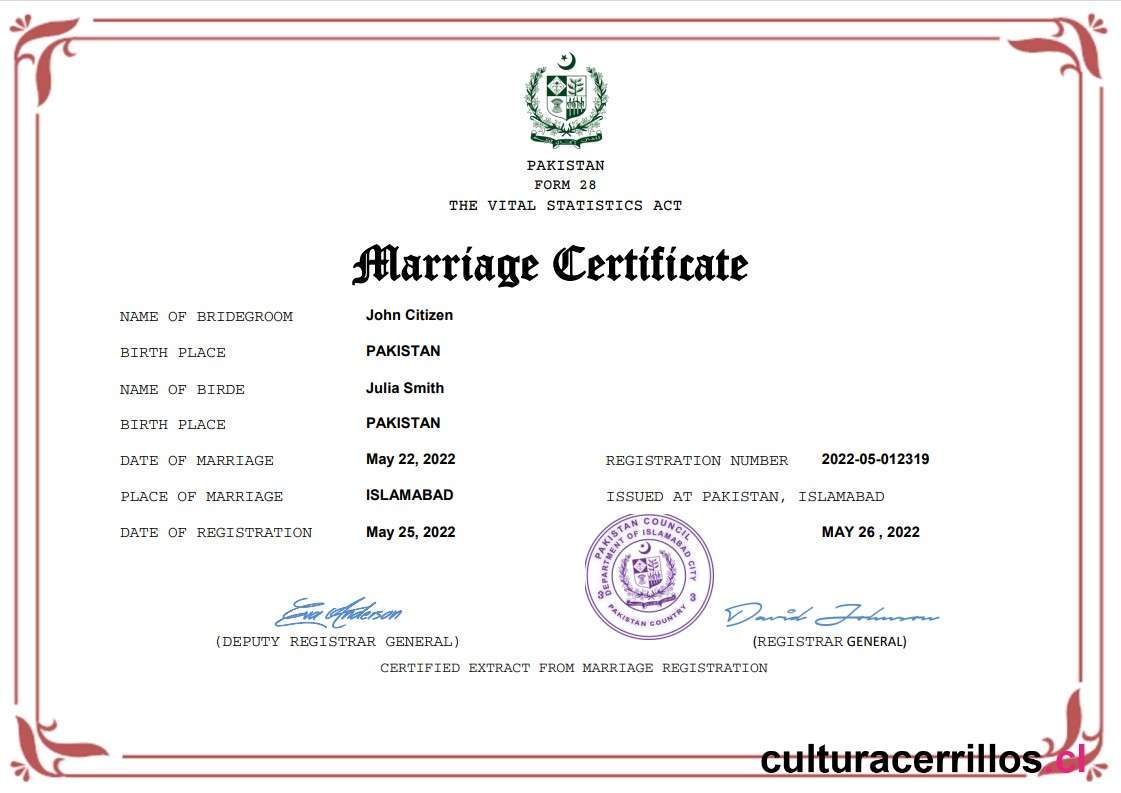 PAKISTAN
FORM 28
THE VITAL STATISTICS ACT
Marriage Certificate
NAME OF BRIDEGROOM John Citizen
BIRTH PLACE PAKISTAN
NAME OF BIRDE Julia Smith
BIRTH PLACE PAKISTAN
DATE OF MARRIAGE May 22, 2022 REGISTRATION NUMBER 2022-05-012319
PLACE OF MARRIAGE ISLAMABAD ISSUED AT PAKISTAN, ISLAMABAD
DATE OF REGISTRATION May 25, 2022 MAY 26 , 2022
PAKISTAN COUNCIL
DEPARTMENT OF ISLAMABAD CITY
PAKISTAN COUNTRY
Eva Anderson David Johnson
(DEPUTY REGISTRAR GENERAL) (REGISTRAR GENERAL)
CERTIFIED EXTRACT FROM MARRIAGE REGISTRATION
culturacerrillos.cl